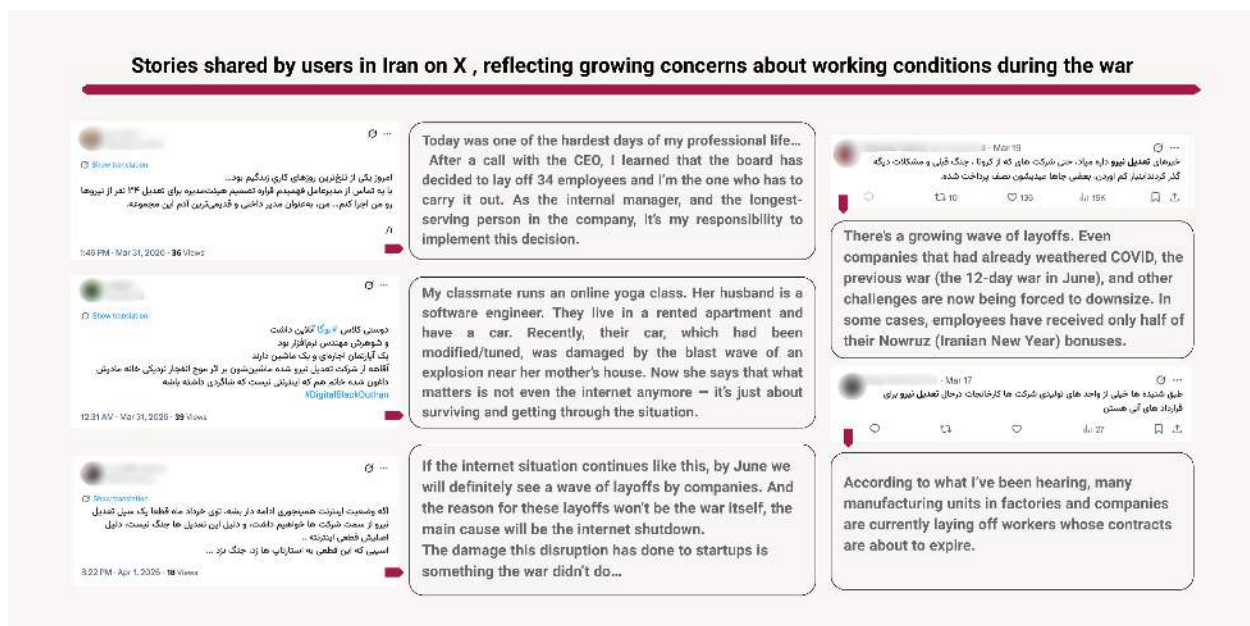 Stories shared by users in Iran on X , reflecting growing concerns about working conditions during the war
Show translation
امروز یکی از تلخ‌ترین روزهای کاریِ زندگیم بود...
با یه تماس از مدیرعامل فهمیدم قراره تصمیم هیئت‌مدیره برای تعدیل ۳۴ نفر از نیروها
رو من اجرا کنم... من، به‌عنوان مدیر داخلی و قدیمی‌ترین آدم این مجموعه.
/۱
1:46 PM · Mar 31, 2026 · 36 Views
Today was one of the hardest days of my professional life...
After a call with the CEO, I learned that the board has
decided to lay off 34 employees and I'm the one who has to
carry it out. As the internal manager, and the longest-
serving person in the company, it's my responsibility to
implement this decision.
Show translation
دوستی کلاس #یوگا آنلاین داشت
و شوهرش مهندس نرم‌افزار بود
یک آپارتمان اجاره‌ای و یک ماشین دارند
آقاهه از شرکت تعدیل نیرو شده ماشین‌شون بر اثر موج انفجار نزدیکی خانه مادرش
داغون شده خانم هم که اینترنتی نیست که شاگردی داشته باشه
#DigitalBlackOutIran
12:31 AM · Mar 31, 2026 · 39 Views
My classmate runs an online yoga class. Her husband is a
software engineer. They live in a rented apartment and
have a car. Recently, their car, which had been
modified/tuned, was damaged by the blast wave of an
explosion near her mother's house. Now she says that what
matters is not even the internet anymore – it's just about
surviving and getting through the situation.
Show translation
اگه وضعیت اینترنت همینجوری ادامه دار بشه، توی خرداد ماه قطعا یک سیل تعدیل
نیرو از سمت شرکت ها خواهیم داشت، و دلیل این تعدیل ها جنگ نیست، دلیل
اصلیش قطعی اینترنته ..
اسیبی که این قطعی به استارتاپ ها زد، جنگ نزد ...
8:22 PM · Apr 1, 2026 · 18 Views
If the internet situation continues like this, by June we
will definitely see a wave of layoffs by companies. And
the reason for these layoffs won't be the war itself, the
main cause will be the internet shutdown.
The damage this disruption has done to startups is
something the war didn't do...
· Mar 19
خبرهای تعدیل نیرو داره میاد، حتی شرکت های که از کرونا ، جنگ قبلی و مشکلات دیگه
گذر کردنداینبار کم اوردن، بعضی جاها عیدیشون نصف پرداخت شده.
10 136 15K
There's a growing wave of layoffs. Even
companies that had already weathered COVID, the
previous war (the 12-day war in June), and other
challenges are now being forced to downsize. In
some cases, employees have received only half of
their Nowruz (Iranian New Year) bonuses.
· Mar 17
طبق شنیده ها خیلی از واحد های تولیدی شرکت ها کارخانجات درحال تعدیل نیرو برای
قرارداد های آتی هستن
27
According to what I've been hearing, many
manufacturing units in factories and companies
are currently laying off workers whose contracts
are about to expire.